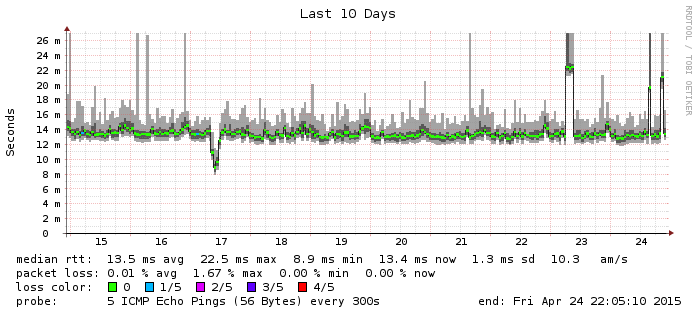 Last 10 Days
RRDTOOL / TOBI OETIKER
Seconds
26 m
24 m
22 m
20 m
18 m
16 m
14 m
12 m
10 m
8 m
6 m
4 m
2 m
0
15 16 17 18 19 20 21 22 23 24
median rtt: 13.5 ms avg 22.5 ms max 8.9 ms min 13.4 ms now 1.3 ms sd 10.3 am/s
packet loss: 0.01 % avg 1.67 % max 0.00 % min 0.00 % now
loss color: 0 1/5 2/5 3/5 4/5
probe: 5 ICMP Echo Pings (56 Bytes) every 300s end: Fri Apr 24 22:05:10 2015